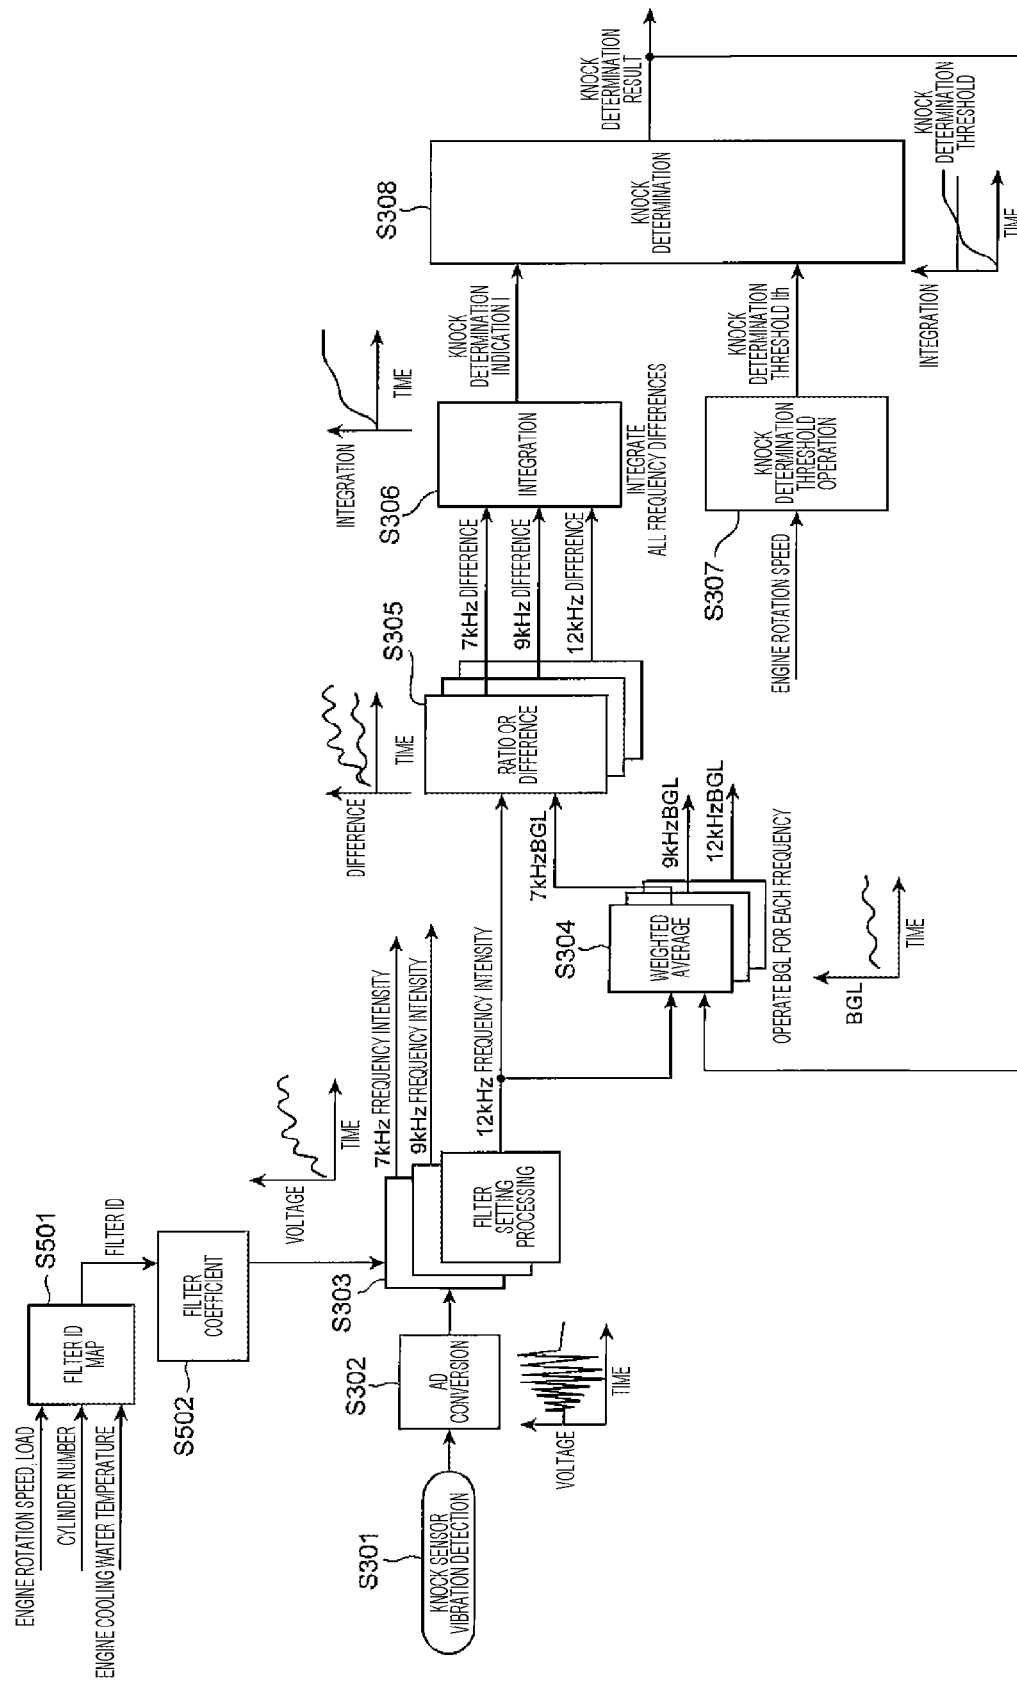 ENGINE ROTATION SPEED, LOAD
CYLINDER NUMBER
ENGINE COOLING WATER TEMPERATURE
FILTER ID
MAP
S501
FILTER ID
FILTER
COEFFICIENT
S502
KNOCK SENSOR
VIBRATION DETECTION
S301
AD
CONVERSION
S302
VOLTAGE
TIME
VOLTAGE
TIME
S303
FILTER
SETTING
PROCESSING
7kHz FREQUENCY INTENSITY
9kHz FREQUENCY INTENSITY
12kHz FREQUENCY INTENSITY
S304
WEIGHTED
AVERAGE
7kHzBGL
9kHzBGL
12kHzBGL
OPERATE BGL FOR EACH FREQUENCY
BGL
TIME
DIFFERENCE
TIME
S305
RATIO OR
DIFFERENCE
7kHz DIFFERENCE
9kHz DIFFERENCE
12kHz DIFFERENCE
S306
INTEGRATION
INTEGRATE
ALL FREQUENCY DIFFERENCES
INTEGRATION
TIME
KNOCK
DETERMINATION
INDICATION I
ENGINE ROTATION SPEED
S307
KNOCK
DETERMINATION
THRESHOLD
OPERATION
KNOCK
DETERMINATION
THRESHOLD Ith
S308
KNOCK
DETERMINATION
KNOCK
DETERMINATION
RESULT
INTEGRATION
TIME
KNOCK
DETERMINATION
THRESHOLD